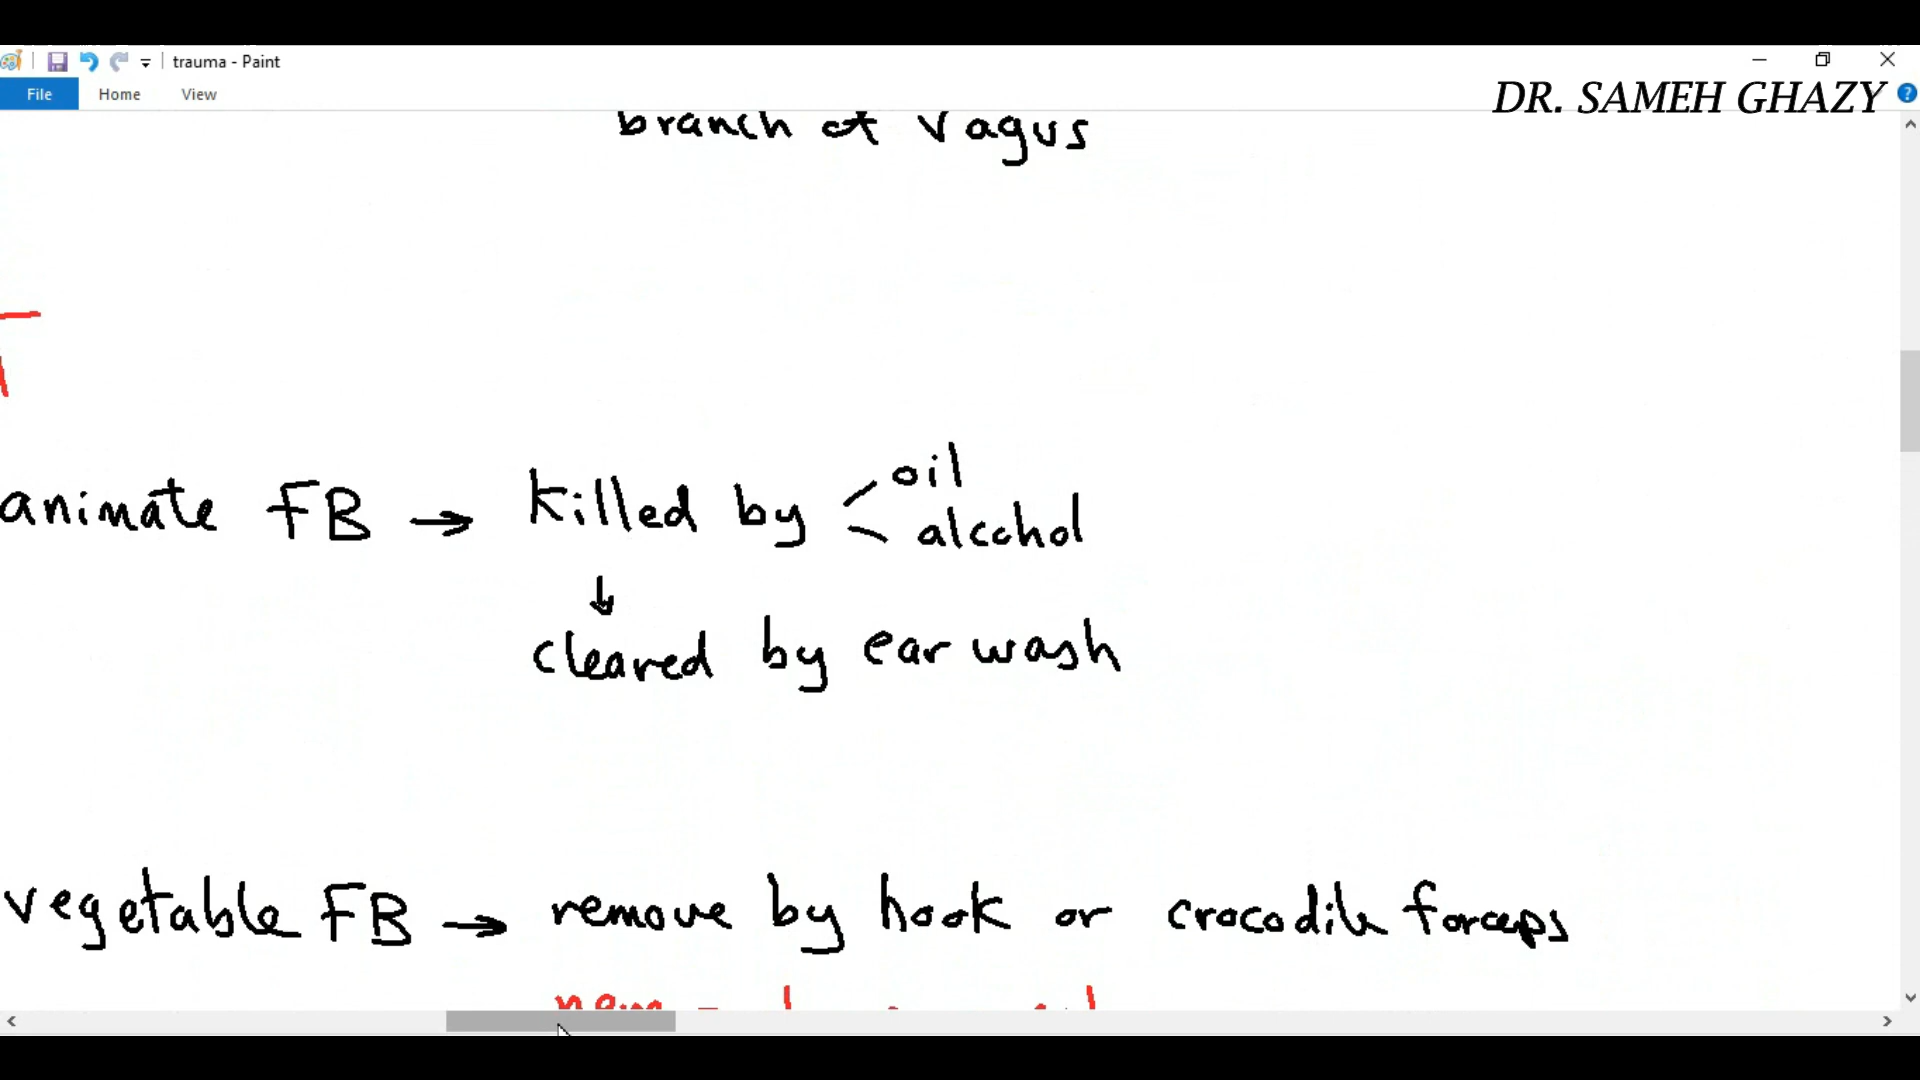 trauma - Paint
File Home View
DR. SAMEH GHAZY
branch of vagus
animate FB → killed by oil
alcohol
↓
cleared by ear wash
vegetable FB → remove by hook or crocodile forceps